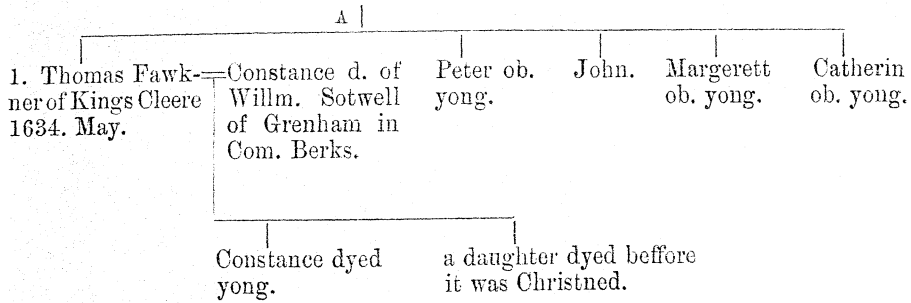 A
1. Thomas Fawk-
ner of Kings Cleere
1634. May.
Constance d. of
Willm. Sotwell
of Grenham in
Com. Berks.
Peter ob.
yong.
John.
Margerett
ob. yong.
Catherin
ob. yong.
Constance dyed
yong.
a daughter dyed beffore
it was Christned.